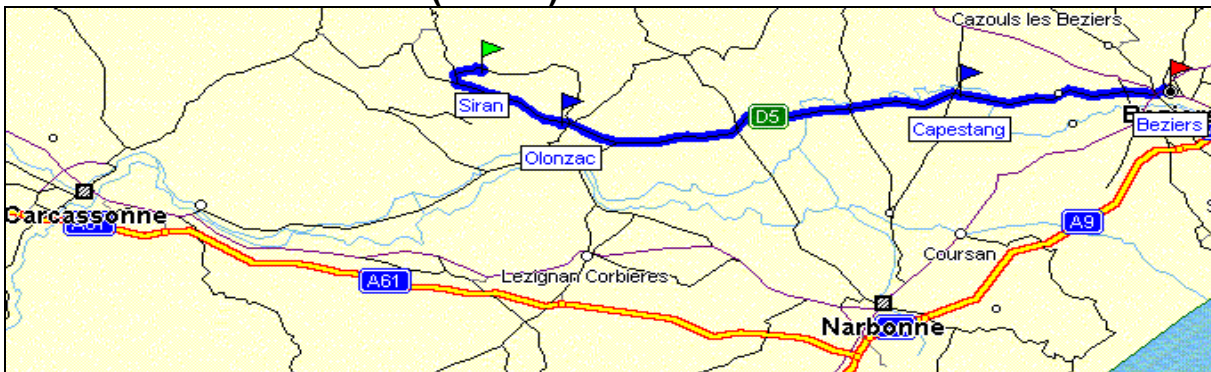 Cazouls les Beziers
Siran
D5
Capestang
Beziers
Olonzac
Carcassonne
A61
A9
Coursan
A61
Lezignan Corbieres
Narbonne